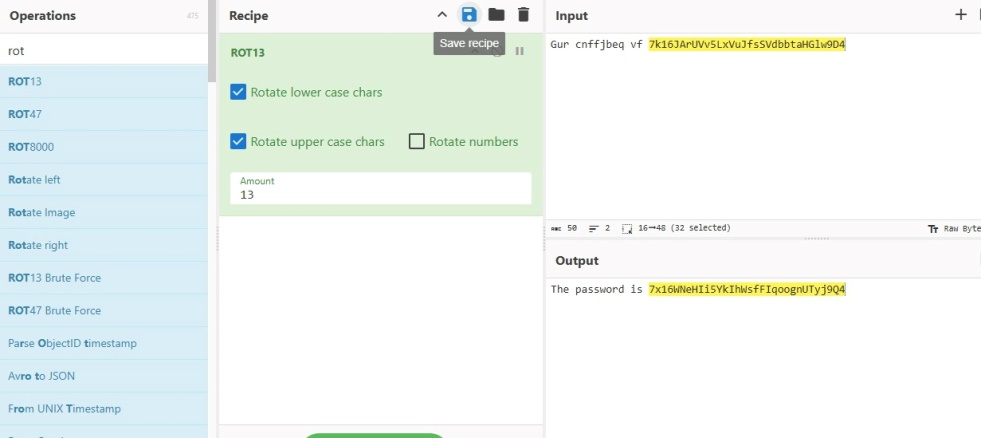 Operations 475
rot
ROT13
ROT47
ROT8000
Rotate left
Rotate Image
Rotate right
ROT13 Brute Force
ROT47 Brute Force
Parse ObjectID timestamp
Avro to JSON
From UNIX Timestamp
Recipe
Save recipe
ROT13
Rotate lower case chars
Rotate upper case chars Rotate numbers
Amount
13
Input
Gur cnffjbeq vf 7k16JArUVv5LxVuJfsSVdbbtaHGlw9D4
ABC 50 2 16→48 (32 selected) Tт Raw Byte
Output
The password is 7x16WNeHIi5YkIhWsfFIqoognUTyj9Q4